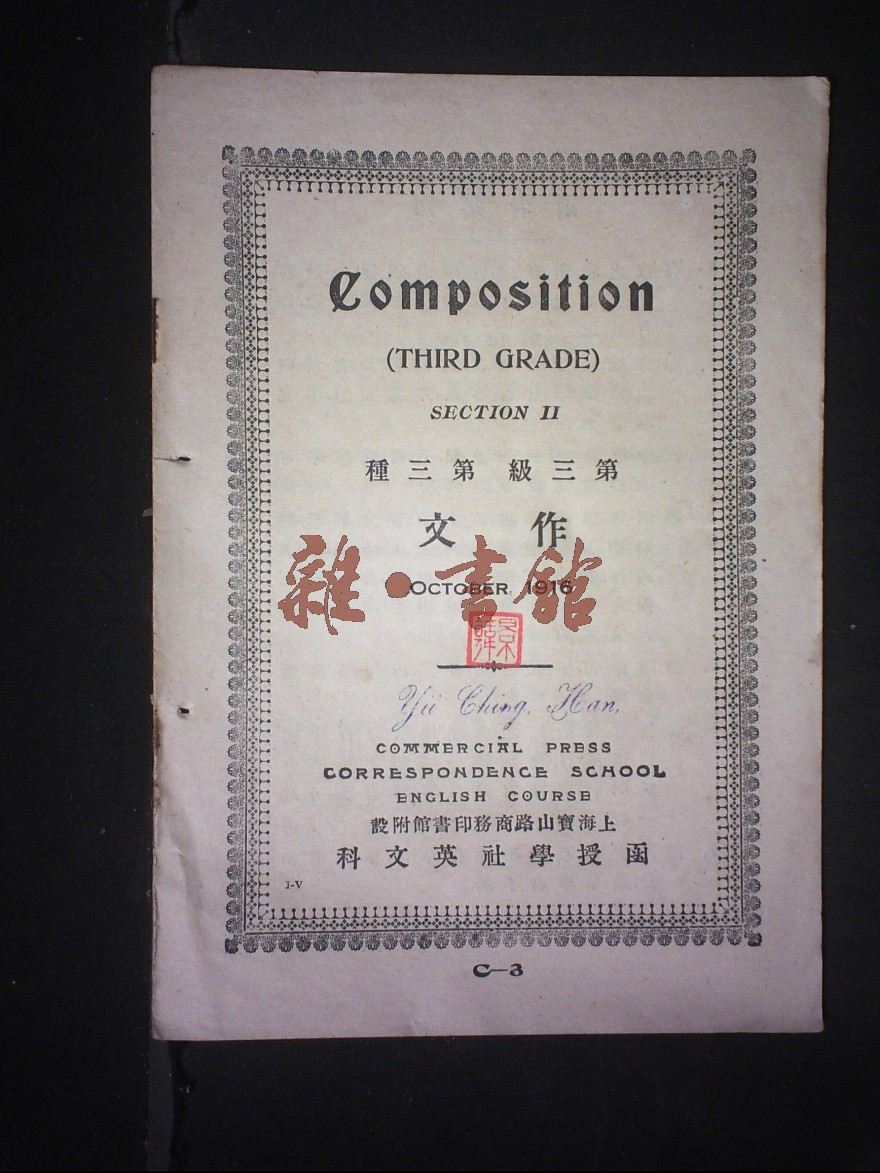 Composition
(THIRD GRADE)
SECTION II
第三級 第三種
作文
OCTOBER, 1916
雜·書館
Yü Ching Han,
COMMERCIAL PRESS
CORRESPONDENCE SCHOOL
ENGLISH COURSE
上海寶山路商務印書館附設
函授學社英文科
1-V
C—3